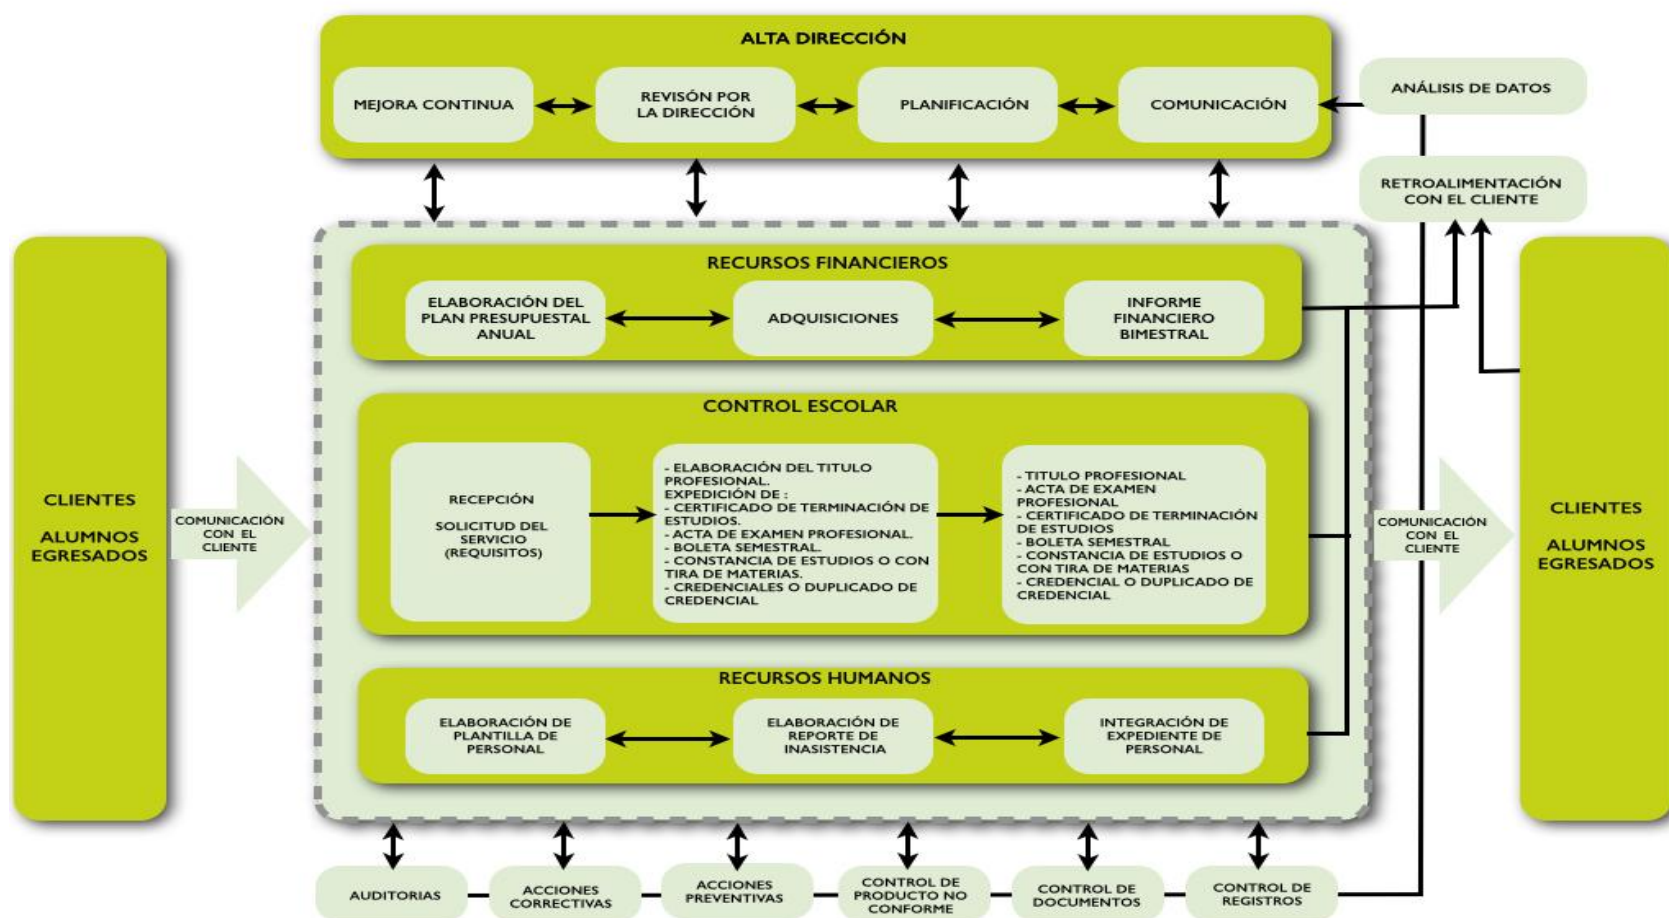 ALTA DIRECCIÓN
MEJORA CONTINUA
REVISÓN POR
LA DIRECCIÓN
PLANIFICACIÓN
COMUNICACIÓN
ANÁLISIS DE DATOS
RETROALIMENTACIÓN
CON EL CLIENTE
CLIENTES
ALUMNOS
EGRESADOS
COMUNICACIÓN
CON EL
CLIENTE
RECURSOS FINANCIEROS
ELABORACIÓN DEL
PLAN PRESUPUESTAL
ANUAL
ADQUISICIONES
INFORME
FINANCIERO
BIMESTRAL
CONTROL ESCOLAR
RECEPCIÓN
SOLICITUD DEL
SERVICIO
(REQUISITOS)
- ELABORACIÓN DEL TITULO
PROFESIONAL.
EXPEDICIÓN DE :
- CERTIFICADO DE TERMINACIÓN DE
ESTUDIOS.
- ACTA DE EXAMEN PROFESIONAL.
- BOLETA SEMESTRAL.
- CONSTANCIA DE ESTUDIOS O CON
TIRA DE MATERIAS.
- CREDENCIALES O DUPLICADO DE
CREDENCIAL
- TITULO PROFESIONAL
- ACTA DE EXAMEN
PROFESIONAL
- CERTIFICADO DE TERMINACIÓN
DE ESTUDIOS
- BOLETA SEMESTRAL
- CONSTANCIA DE ESTUDIOS O
CON TIRA DE MATERIAS
- CREDENCIAL O DUPLICADO DE
CREDENCIAL
RECURSOS HUMANOS
ELABORACIÓN DE
PLANTILLA DE
PERSONAL
ELABORACIÓN DE
REPORTE DE
INASISTENCIA
INTEGRACIÓN DE
EXPEDIENTE DE
PERSONAL
COMUNICACIÓN
CON EL
CLIENTE
CLIENTES
ALUMNOS
EGRESADOS
AUDITORIAS
ACCIONES
CORRECTIVAS
ACCIONES
PREVENTIVAS
CONTROL DE
PRODUCTO NO
CONFORME
CONTROL DE
DOCUMENTOS
CONTROL DE
REGISTROS